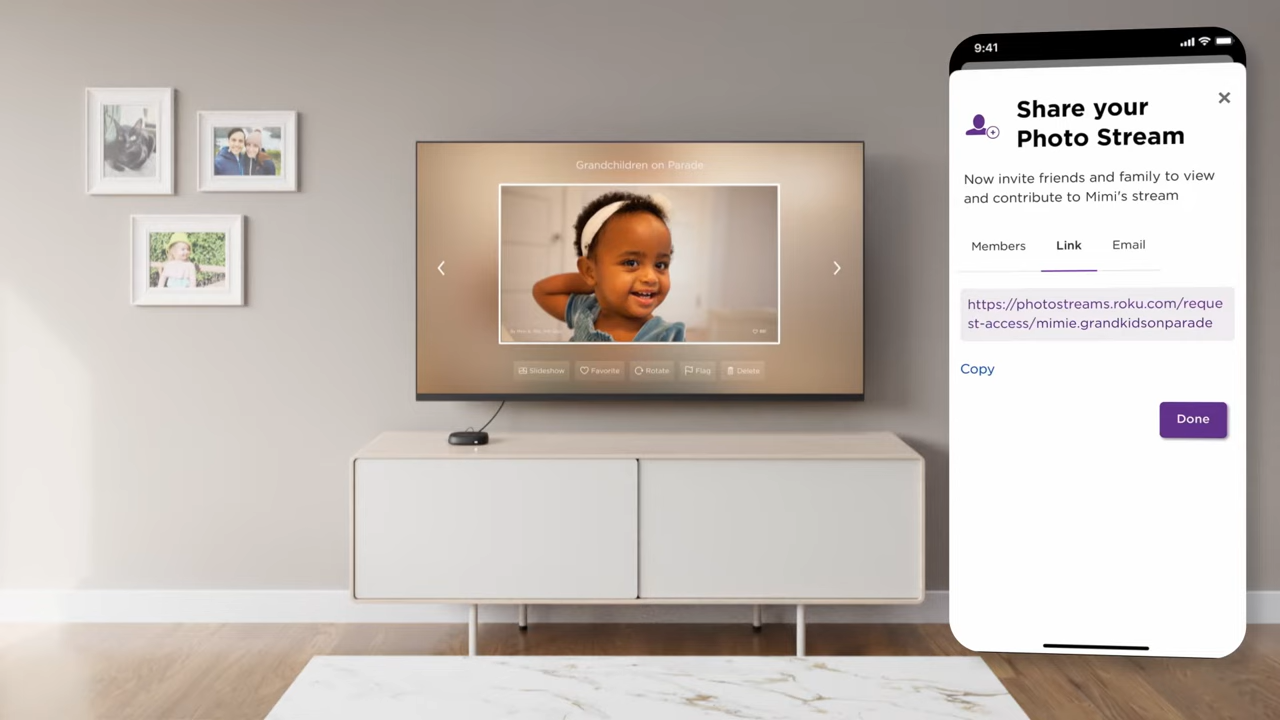 Grandchildren on Parade
Slideshow
Favorite
Rotate
Flag
Delete
9:41
Share your
Photo Stream
Now invite friends and family to view
and contribute to Mimi's stream
Members
Link
Email
https://photostreams.roku.com/reque
st-access/mimie.grandkidsonparade
Copy
Done